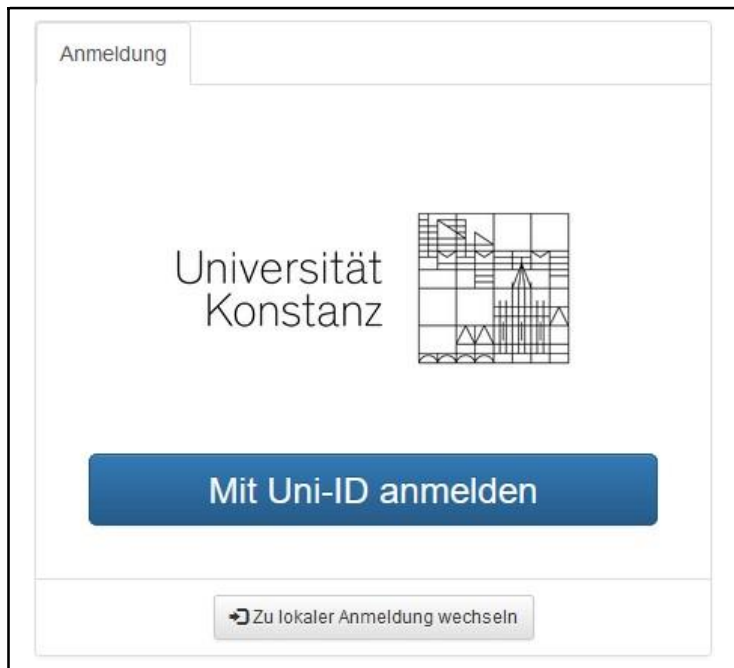 Anmeldung
Universität
Konstanz
Mit Uni-ID anmelden
Zu lokaler Anmeldung wechseln